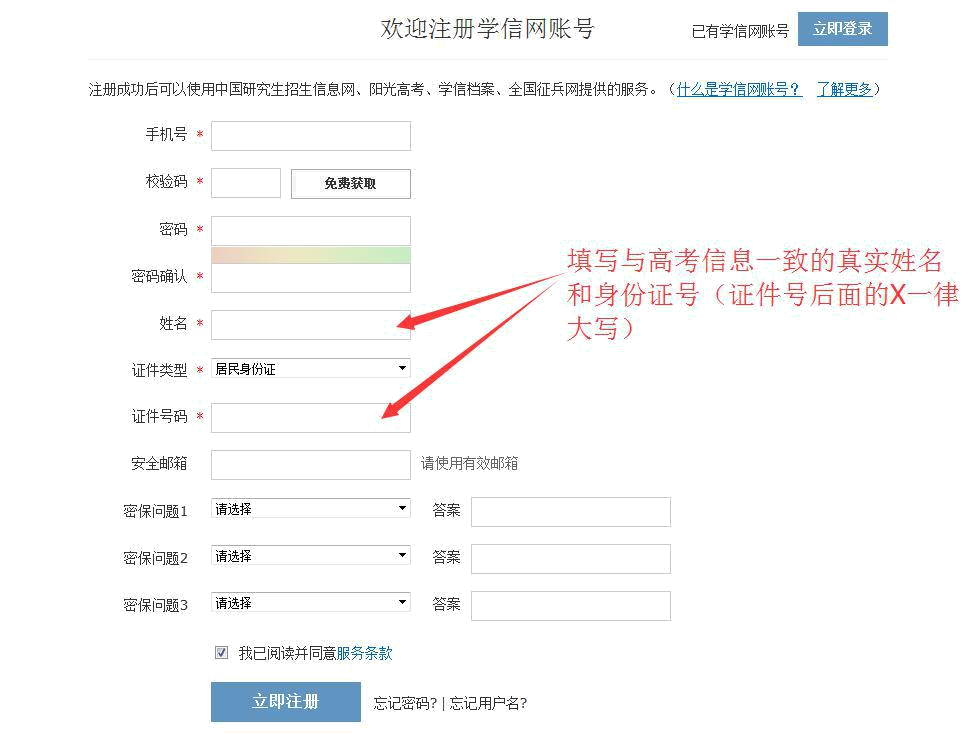 欢迎注册学信网账号
已有学信网账号 立即登录
注册成功后可以使用中国研究生招生信息网、阳光高考、学信档案、全国征兵网提供的服务。（什么是学信网账号？ 了解更多）
手机号 *
校验码 * 免费获取
密码 *
密码确认 *
填写与高考信息一致的真实姓名
和身份证号（证件号后面的X一律
大写）
姓名 *
证件类型 * 居民身份证
证件号码 *
安全邮箱 请使用有效邮箱
密保问题1 请选择 答案
密保问题2 请选择 答案
密保问题3 请选择 答案
我已阅读并同意服务条款
立即注册 忘记密码? | 忘记用户名?